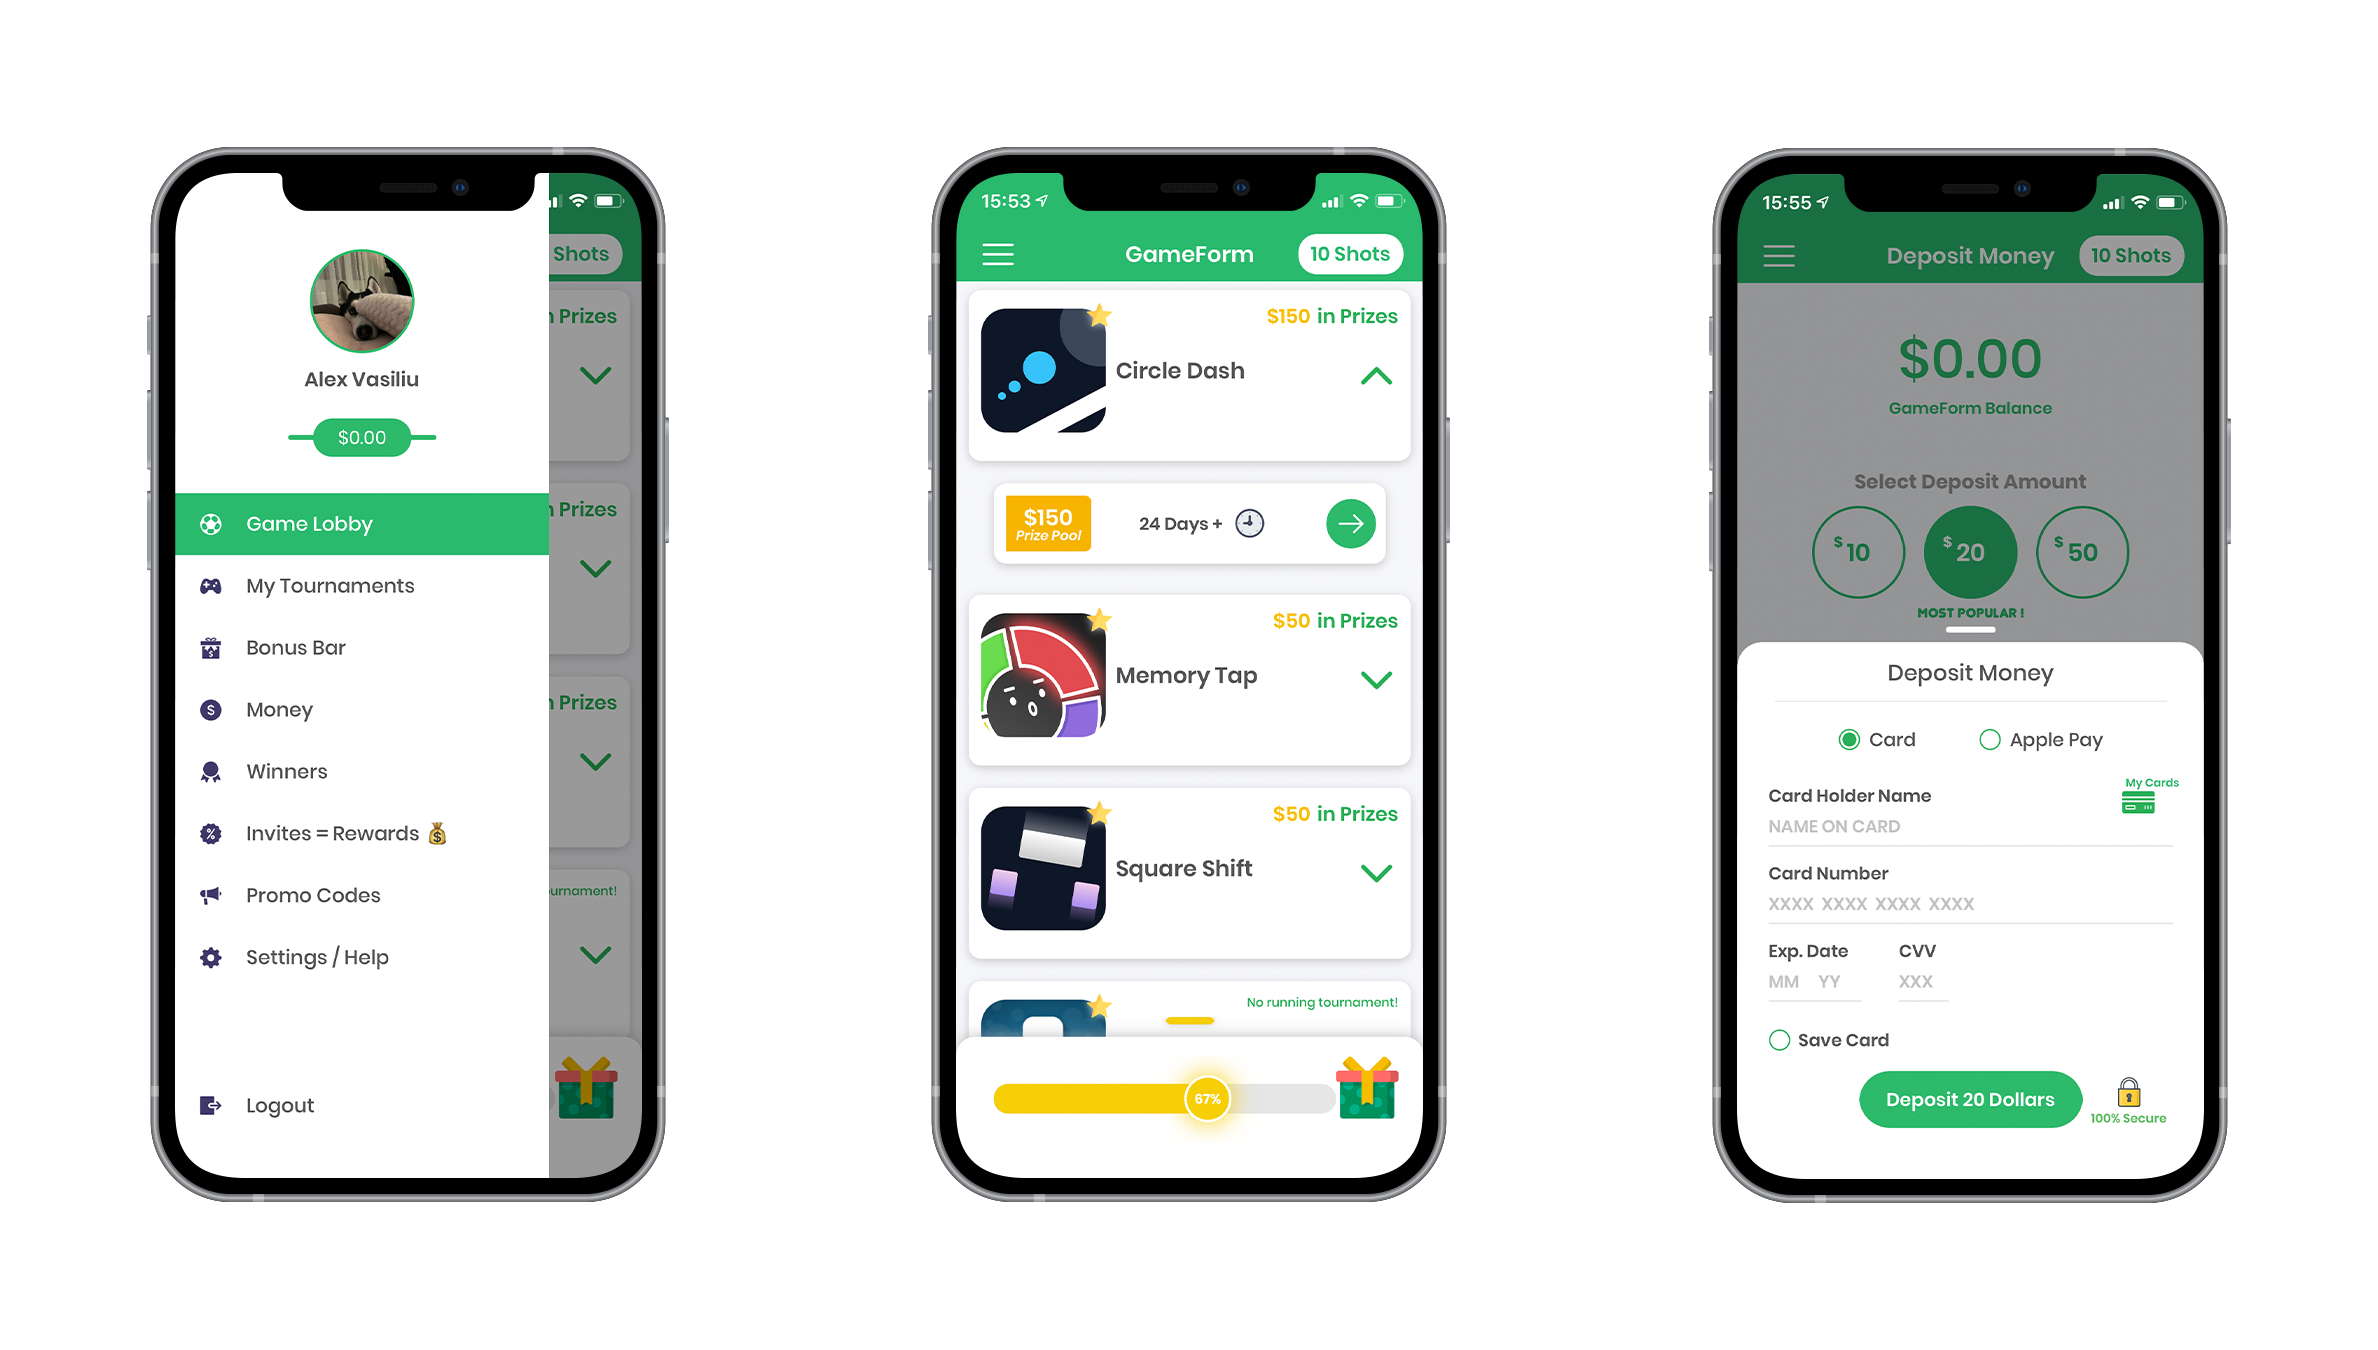 Shots
n Prizes
Alex Vasiliu
$0.00
Game Lobby
n Prizes
My Tournaments
Bonus Bar
Money
n Prizes
Winners
Invites = Rewards
Promo Codes
ournament!
Settings / Help
Logout
15:53
GameForm
10 Shots
$150 in Prizes
Circle Dash
$150
Prize Pool
24 Days +
$50 in Prizes
Memory Tap
$50 in Prizes
Square Shift
No running tournament!
67%
15:55
Deposit Money
10 Shots
$0.00
GameForm Balance
Select Deposit Amount
$ 10
$ 20
$ 50
MOST POPULAR !
Deposit Money
Card
Apple Pay
My Cards
Card Holder Name
NAME ON CARD
Card Number
XXXX XXXX XXXX XXXX
Exp. Date
CVV
MM YY
XXX
Save Card
Deposit 20 Dollars
100% Secure